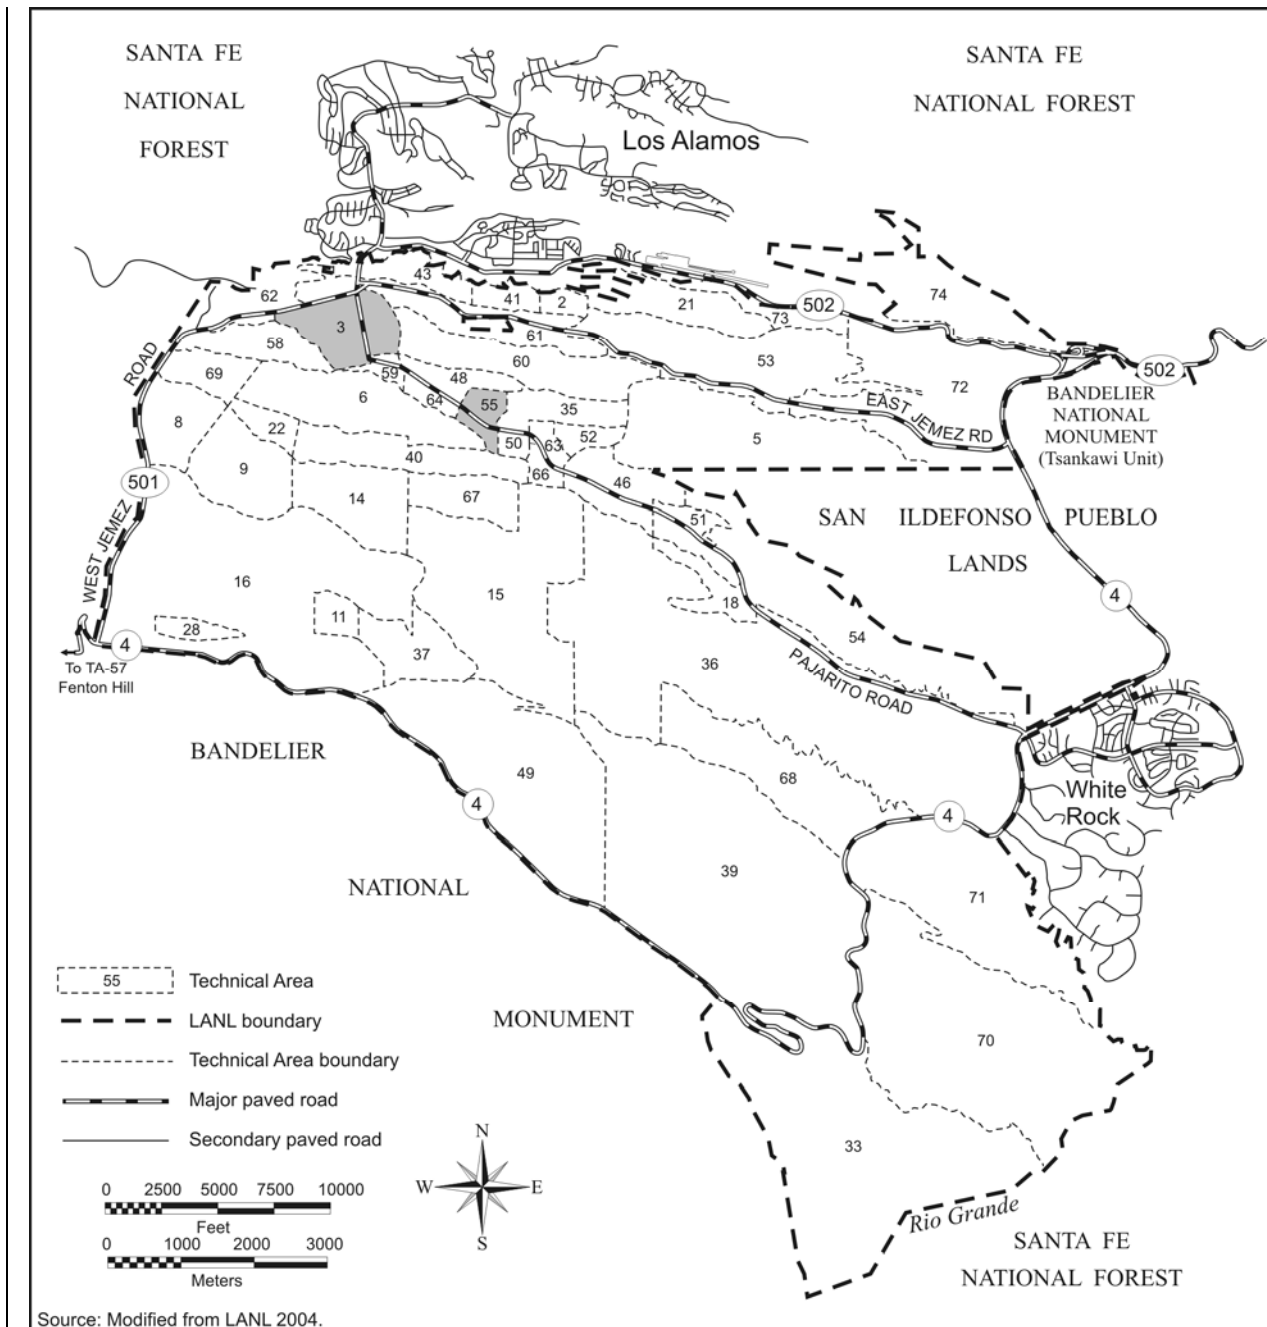 SANTA FE
NATIONAL
FOREST
SANTA FE
NATIONAL FOREST
Los Alamos
43
62
41
2
21
74
73
502
3
61
58
60
53
502
59
48
72
69
6
64
55
35
EAST JEMEZ RD
BANDELIER
NATIONAL
MONUMENT
(Tsankawi Unit)
ROAD
8
22
50
63
52
5
9
40
66
46
501
14
67
51
SAN ILDEFONSO PUEBLO
LANDS
WEST JEMEZ
16
15
18
4
11
28
54
4
37
36
To TA-57
Fenton Hill
PAJARITO ROAD
BANDELIER
49
68
White
Rock
4
4
39
NATIONAL
71
55 Technical Area
LANL boundary
MONUMENT
70
Technical Area boundary
Major paved road
Secondary paved road
33
N
W E
S
0 2500 5000 7500 10000
Feet
0 1000 2000 3000
Meters
Rio Grande
SANTA FE
NATIONAL FOREST
Source: Modified from LANL 2004.